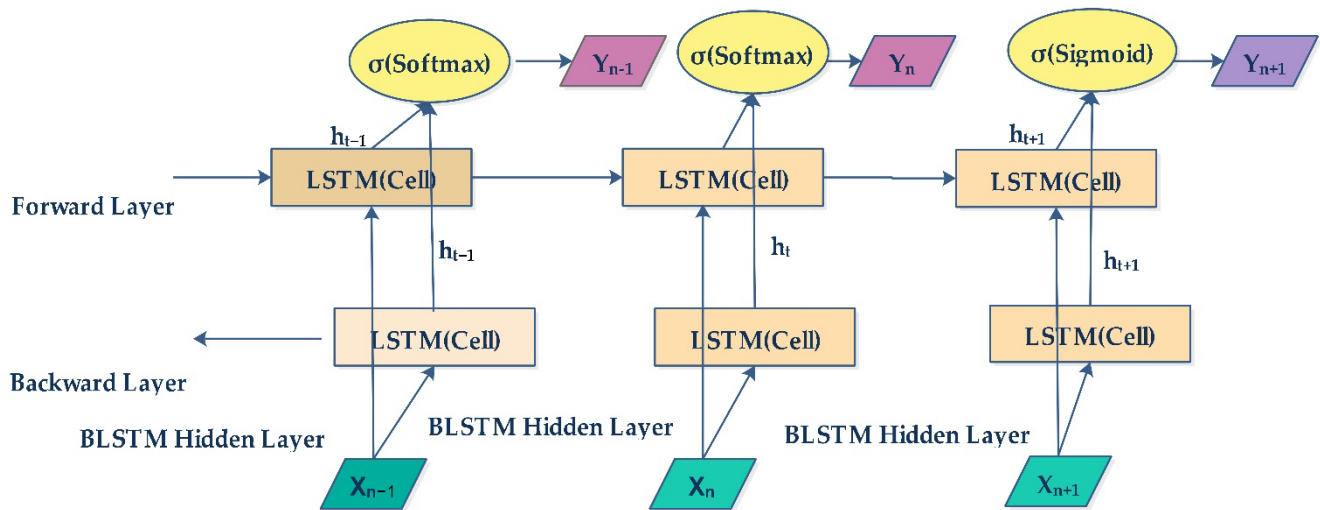 σ(Softmax)
Yₙ₋₁
σ(Softmax)
Yₙ
σ(Sigmoid)
Yₙ₊₁
hₜ₋₁
hₜ₊₁
LSTM(Cell)
LSTM(Cell)
LSTM(Cell)
Forward Layer
hₜ₋₁
hₜ
hₜ₊₁
LSTM(Cell)
LSTM(Cell)
LSTM(Cell)
Backward Layer
BLSTM Hidden Layer
BLSTM Hidden Layer
BLSTM Hidden Layer
Xₙ₋₁
Xₙ
Xₙ₊₁